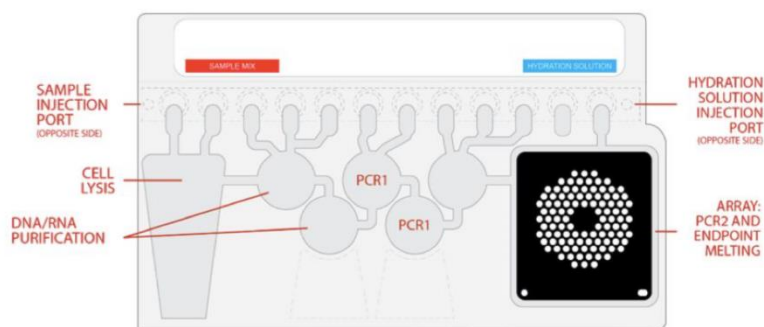 SAMPLE MIX
HYDRATION SOLUTION
SAMPLE
INJECTION
PORT
(OPPOSITE SIDE)
HYDRATION
SOLUTION
INJECTION
PORT
(OPPOSITE SIDE)
CELL
LYSIS
PCR1
DNA/RNA
PURIFICATION
PCR1
ARRAY:
PCR2 AND
ENDPOINT
MELTING